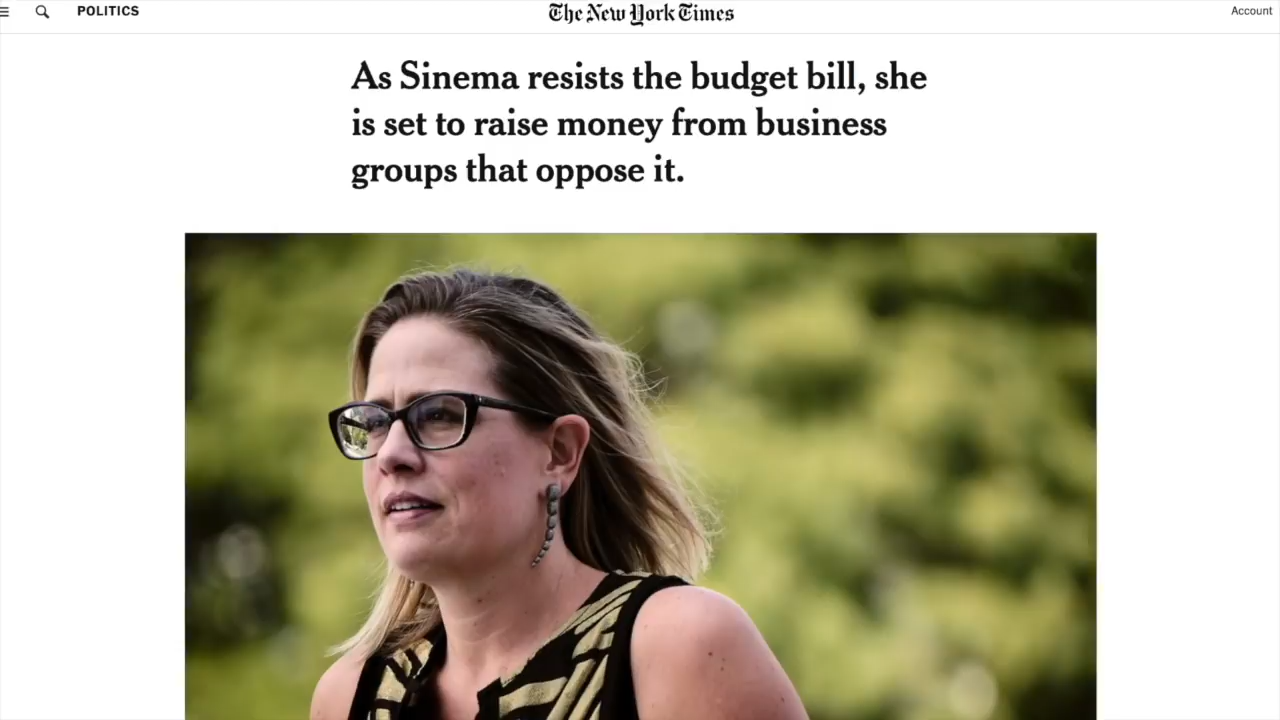 POLITICS
The New York Times
Account
As Sinema resists the budget bill, she
is set to raise money from business
groups that oppose it.